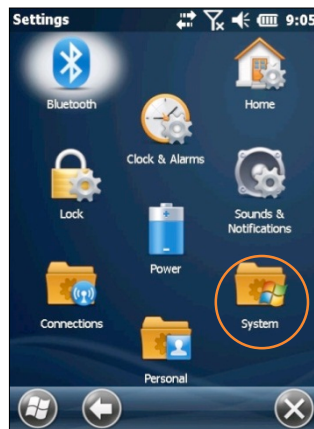 Settings 9:05
Bluetooth
Home
Clock & Alarms
Lock
Sounds &
Notifications
Power
Connections
System
Personal